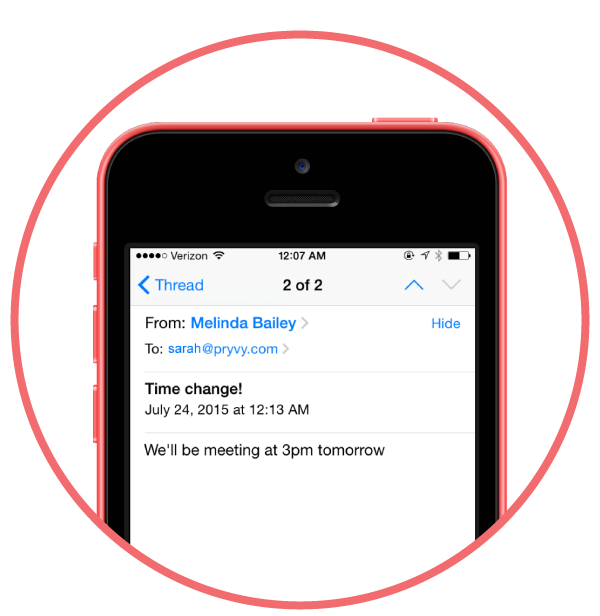 Verizon 12:07 AM
Thread 2 of 2
From: Melinda Bailey Hide
To: sarah@pryvy.com
Time change!
July 24, 2015 at 12:13 AM
We'll be meeting at 3pm tomorrow